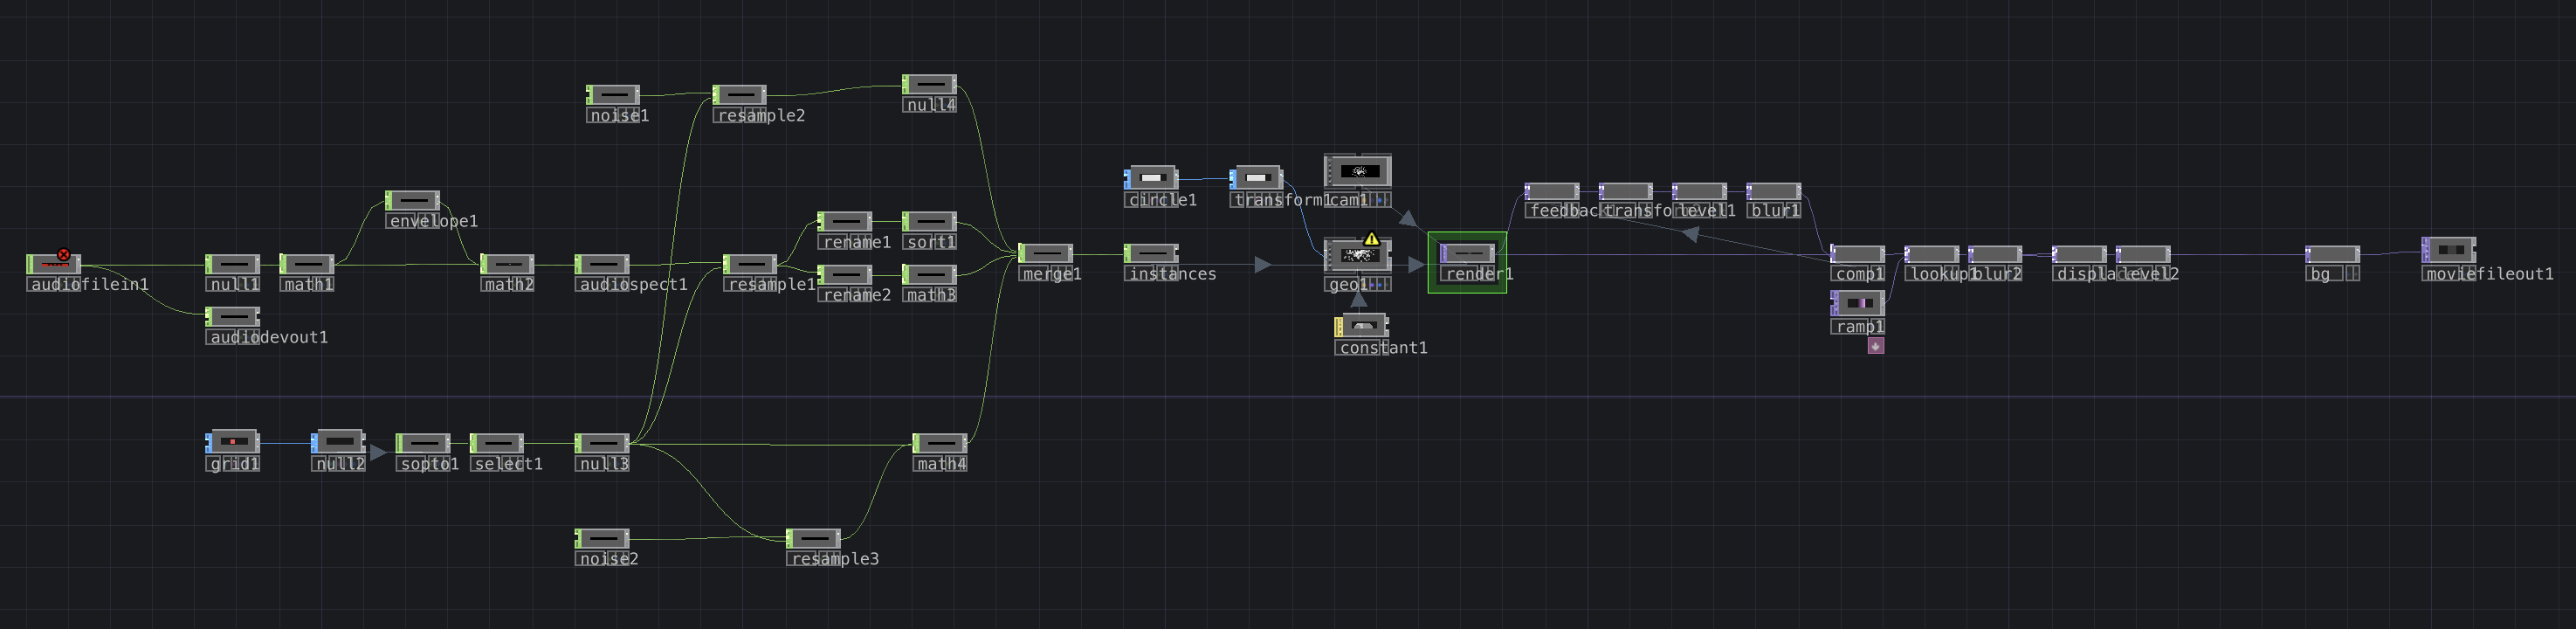 noise1
resample2
null4
circle1
transform1
cam1
envelope1
rename1
sort1
feedback
transfo
level1
blur1
audiofilein1
null1
math1
math2
audiospect1
resample1
rename2
math3
merge1
instances
geo1
render1
comp1
lookup1
blur2
displa
level2
bg
moviefileout1
audiodevout1
constant1
ramp1
grid1
null2
sopto1
select1
null3
math4
noise2
resample3